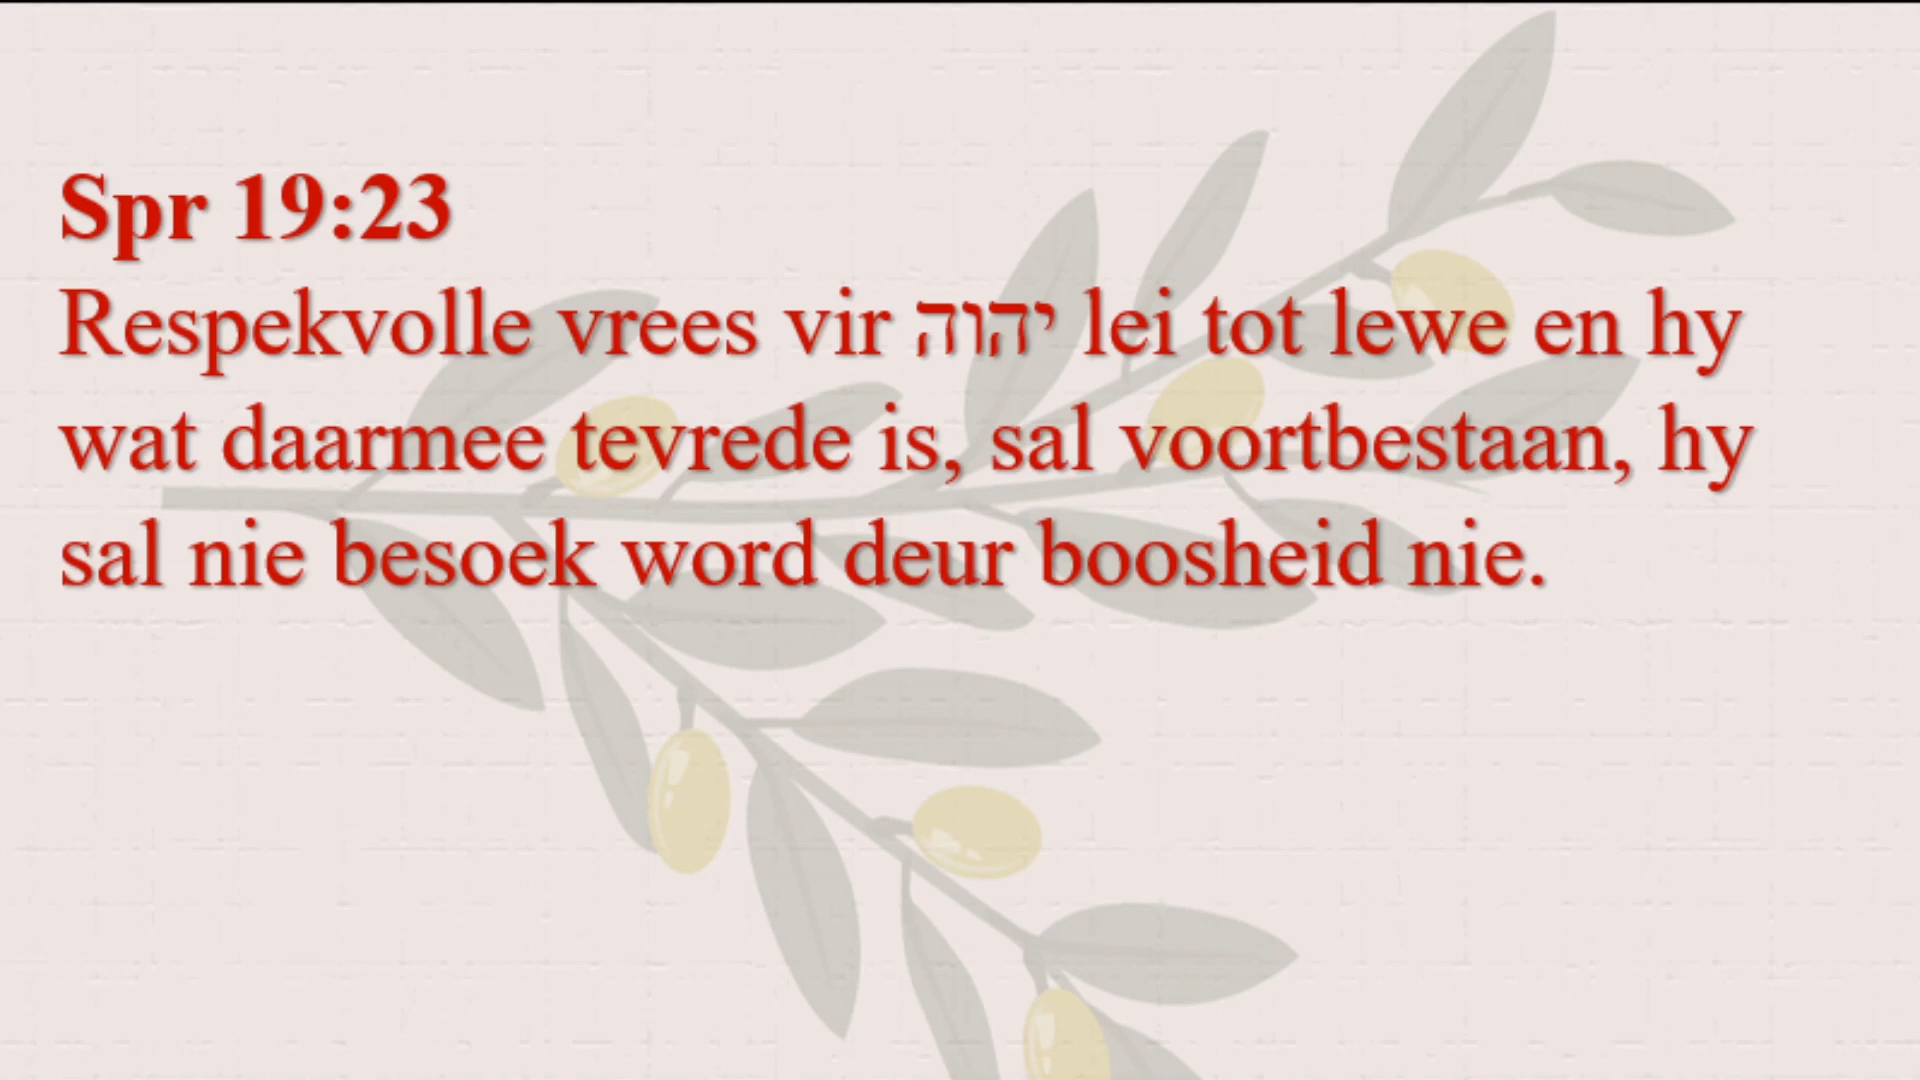 Spr 19:23
Respekvolle vrees vir יהוה lei tot lewe en hy
wat daarmee tevrede is, sal voortbestaan, hy
sal nie besoek word deur boosheid nie.